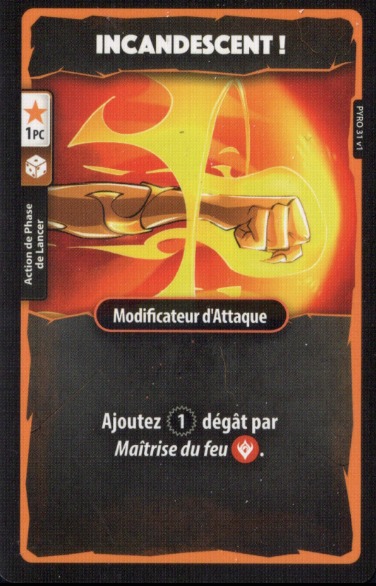 INCANDESCENT !
1PC
Action de Phase
de Lancer
PYRO 31 V1
Modificateur d'Attaque
Ajoutez 1 dégât par
Maîtrise du feu .